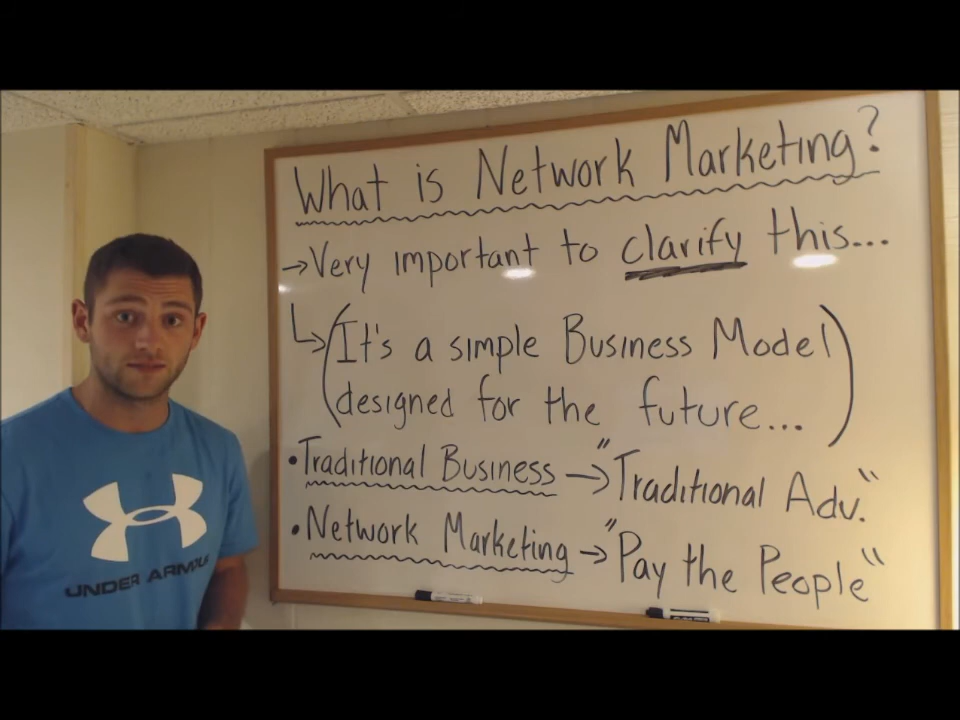 What is Network Marketing?
→Very important to clarify this...
↳(It's a simple Business Model
designed for the future...)
•Traditional Business → "Traditional Adv."
•Network Marketing → "Pay the People"
UNDER ARMOUR